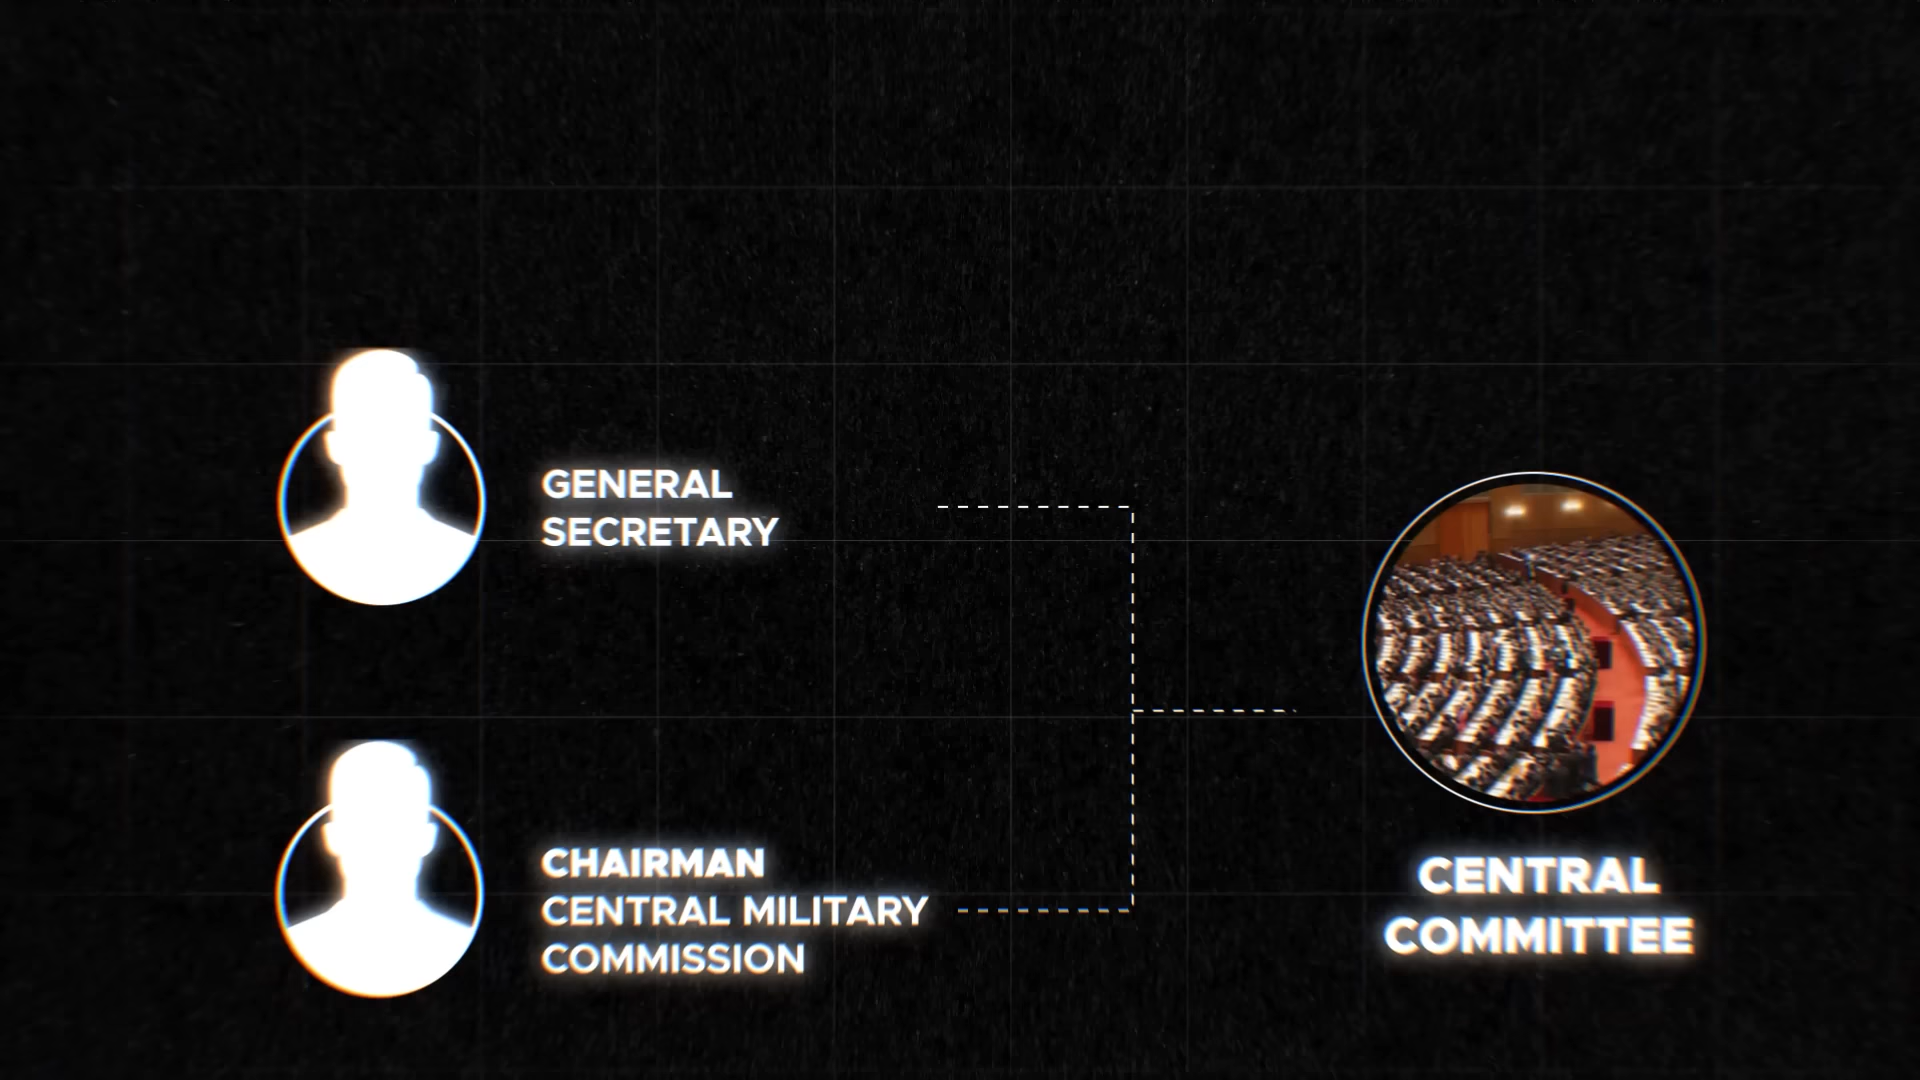 GENERAL
SECRETARY
CHAIRMAN
CENTRAL MILITARY
COMMISSION
CENTRAL
COMMITTEE